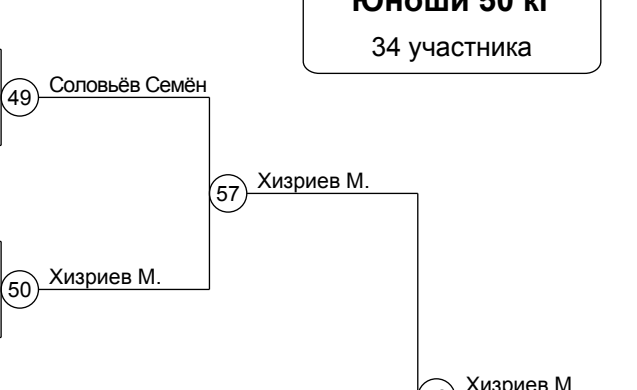 Юноши 50 кг
34 участника
Соловьёв Семён
49
Хизриев М.
57
Хизриев М.
50
Хизриев М